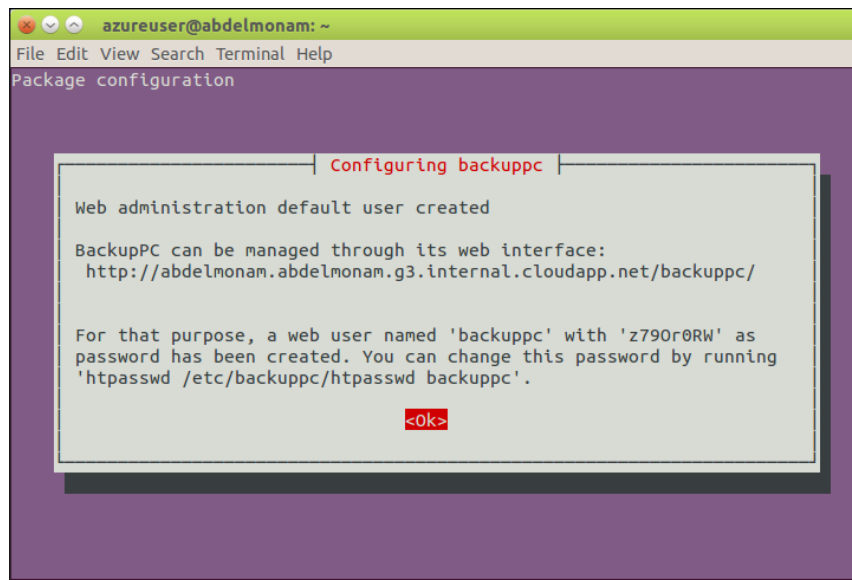 azureuser@abdelmonam: ~
File Edit View Search Terminal Help
Package configuration
Configuring backuppc
Web administration default user created
BackupPC can be managed through its web interface:
http://abdelmonam.abdelmonam.g3.internal.cloudapp.net/backuppc/
For that purpose, a web user named 'backuppc' with 'z79Or0RW' as
password has been created. You can change this password by running
'htpasswd /etc/backuppc/htpasswd backuppc'.
<Ok>